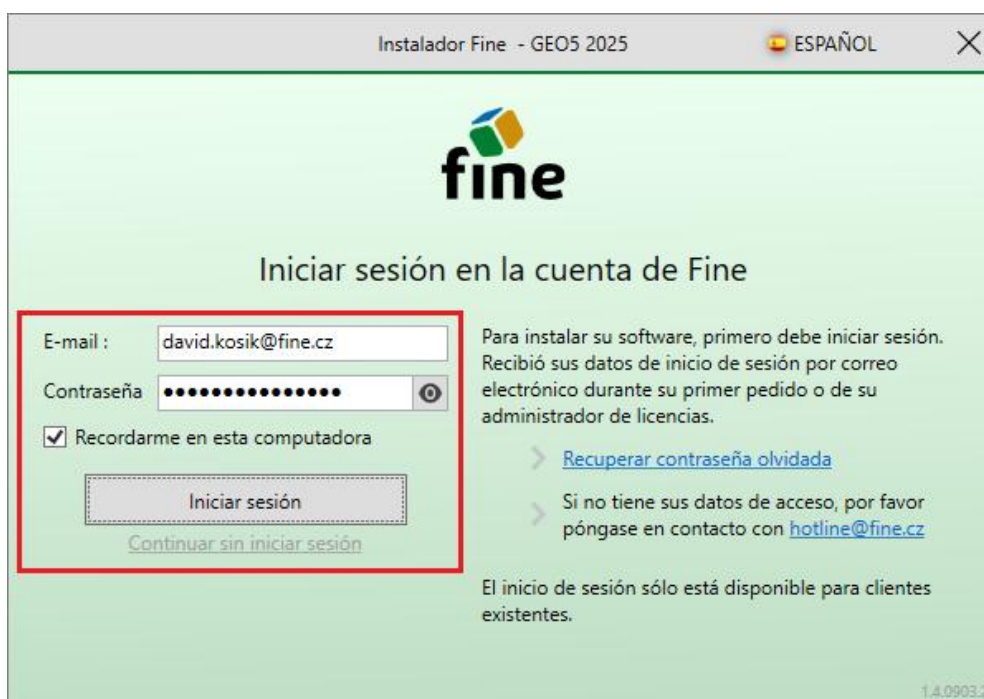 Instalador Fine - GEO5 2025
ESPAÑOL
fine
Iniciar sesión en la cuenta de Fine
E-mail :
david.kosik@fine.cz
Contraseña
●●●●●●●●●●●●●●●
Recordarme en esta computadora
Iniciar sesión
Continuar sin iniciar sesión
Para instalar su software, primero debe iniciar sesión.
Recibió sus datos de inicio de sesión por correo
electrónico durante su primer pedido o de su
administrador de licencias.
Recuperar contraseña olvidada
Si no tiene sus datos de acceso, por favor
póngase en contacto con hotline@fine.cz
El inicio de sesión sólo está disponible para clientes
existentes.